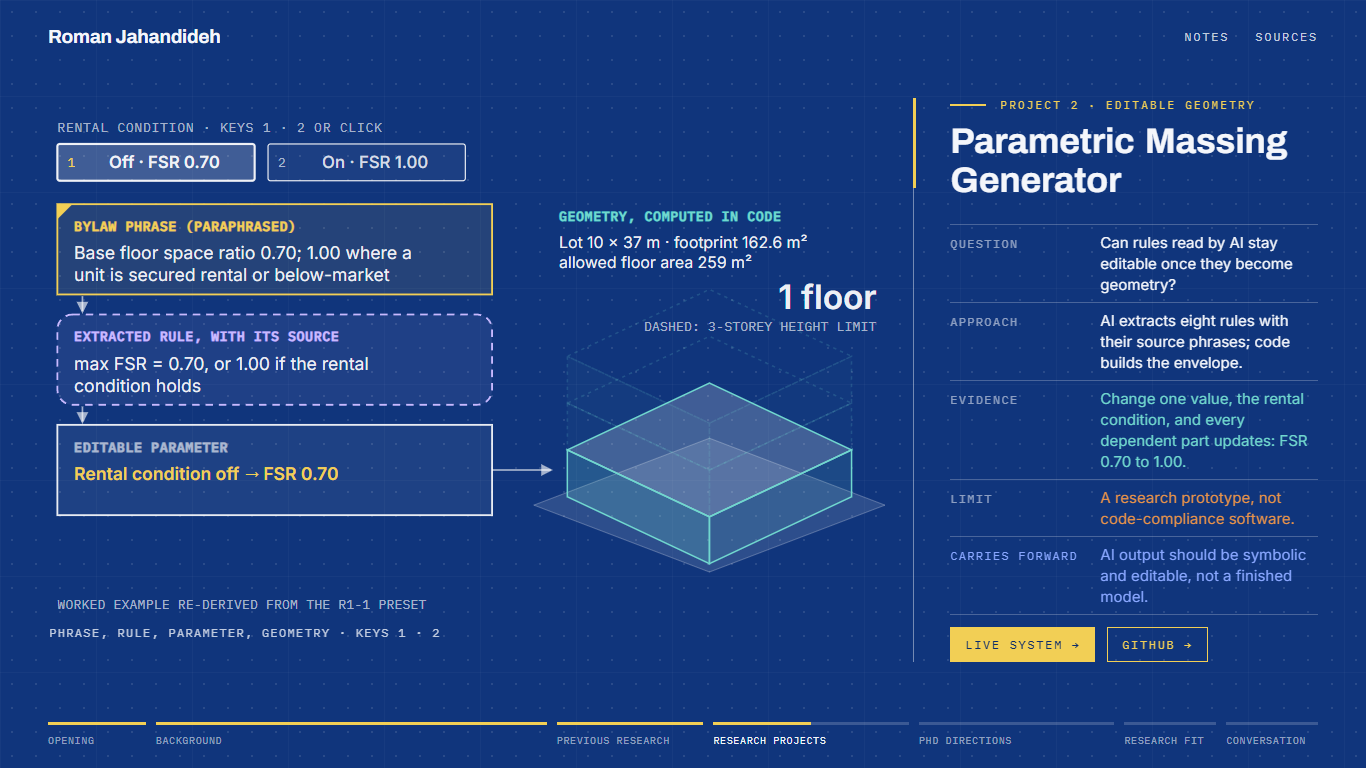 Roman Jahandideh
NOTES
SOURCES
RENTAL CONDITION · KEYS 1 · 2 OR CLICK
1 Off · FSR 0.70
2 On · FSR 1.00
BYLAW PHRASE (PARAPHRASED)
Base floor space ratio 0.70; 1.00 where a
unit is secured rental or below-market
EXTRACTED RULE, WITH ITS SOURCE
max FSR = 0.70, or 1.00 if the rental
condition holds
EDITABLE PARAMETER
Rental condition off → FSR 0.70
GEOMETRY, COMPUTED IN CODE
Lot 10 × 37 m · footprint 162.6 m²
allowed floor area 259 m²
1 floor
DASHED: 3-STOREY HEIGHT LIMIT
WORKED EXAMPLE RE-DERIVED FROM THE R1-1 PRESET
PHRASE, RULE, PARAMETER, GEOMETRY · KEYS 1 · 2
PROJECT 2 · EDITABLE GEOMETRY
Parametric Massing
Generator
QUESTION
Can rules read by AI stay
editable once they become
geometry?
APPROACH
AI extracts eight rules with
their source phrases; code
builds the envelope.
EVIDENCE
Change one value, the rental
condition, and every
dependent part updates: FSR
0.70 to 1.00.
LIMIT
A research prototype, not
code-compliance software.
CARRIES FORWARD
AI output should be symbolic
and editable, not a finished
model.
LIVE SYSTEM →
GITHUB →
OPENING
BACKGROUND
PREVIOUS RESEARCH
RESEARCH PROJECTS
PHD DIRECTIONS
RESEARCH FIT
CONVERSATION